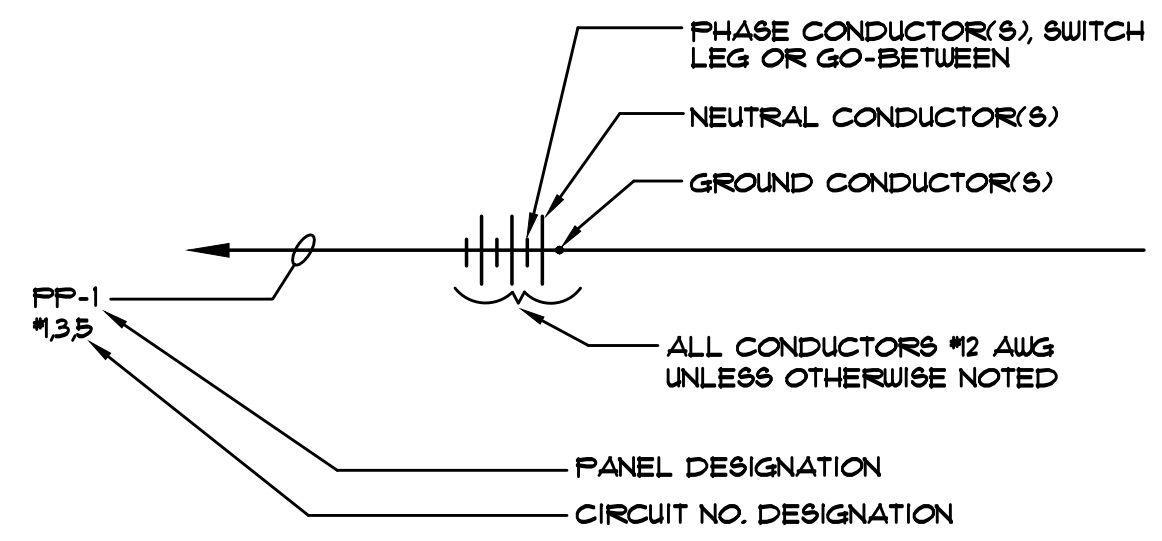 PHASE CONDUCTOR(S), SWITCH
LEG OR GO-BETWEEN
NEUTRAL CONDUCTOR(S)
GROUND CONDUCTOR(S)
PP-1
#1,3,5
ALL CONDUCTORS #12 AWG
UNLESS OTHERWISE NOTED
PANEL DESIGNATION
CIRCUIT NO. DESIGNATION